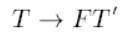 T → FT′